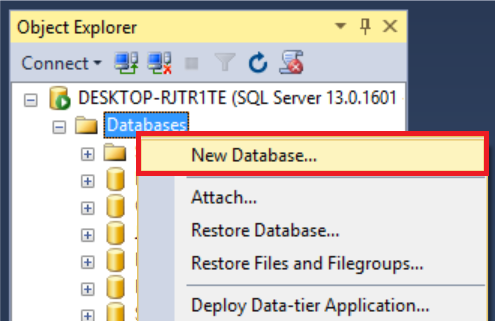 Object Explorer
Connect
DESKTOP-RJTR1TE (SQL Server 13.0.1601
Databases
New Database...
Attach...
Restore Database...
Restore Files and Filegroups...
Deploy Data-tier Application...